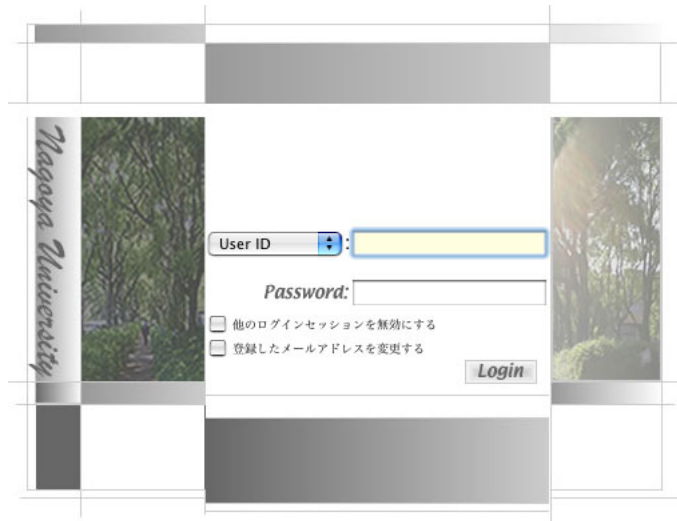 Nagoya University
User ID :
Password:
他のログインセッションを無効にする
登録したメールアドレスを変更する
Login